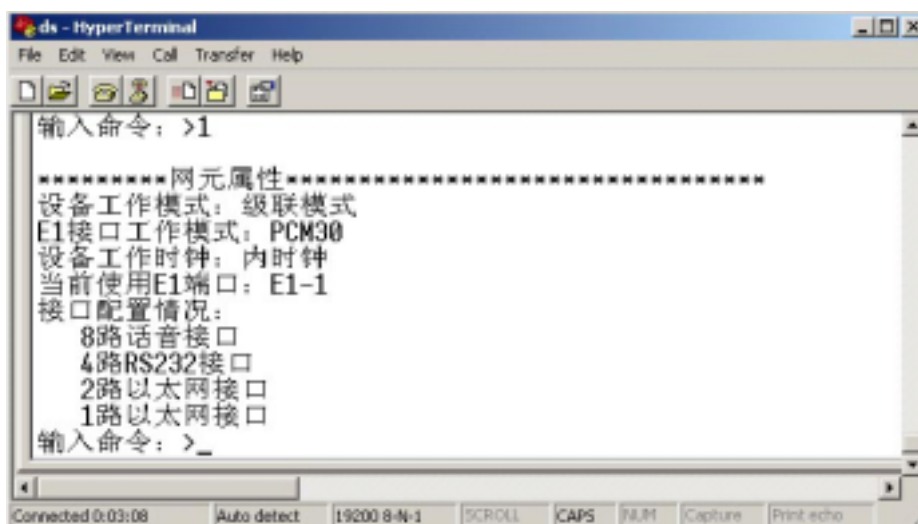 ds - HyperTerminal
File Edit View Call Transfer Help
输入命令：>1
*********网元属性*********************************
设备工作模式：级联模式
E1接口工作模式：PCM30
设备工作时钟：内时钟
当前使用E1端口：E1-1
接口配置情况：
8路话音接口
4路RS232接口
2路以太网接口
1路以太网接口
输入命令：>_
Connected 0:03:08 Auto detect 19200 8-N-1 SCROLL CAPS NUM Capture Print echo